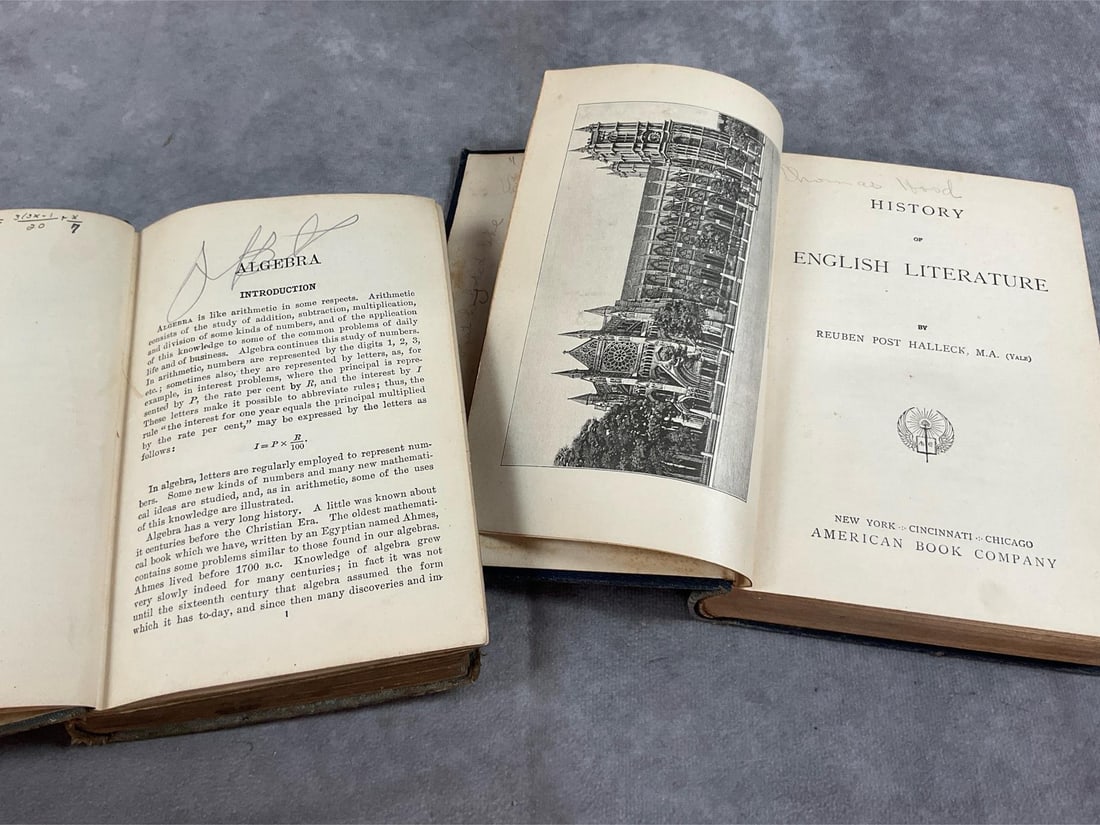 = 3(3x-1 + x
20 7
ALGEBRA
INTRODUCTION
ALGEBRA is like arithmetic in some respects. Arithmetic
consists of the study of addition, subtraction, multiplication,
and division of some kinds of numbers, and of the application
of this knowledge to some of the common problems of daily
life and of business. Algebra continues this study of numbers.
In arithmetic, numbers are represented by the digits 1, 2, 3,
etc.; sometimes also, they are represented by letters, as, for
example, in interest problems, where the principal is repre-
sented by P, the rate per cent by R, and the interest by I
These letters make it possible to abbreviate rules; thus, the
rule "the interest for one year equals the principal multiplied
by the rate per cent," may be expressed by the letters as
follows:
I = P × R/100.
In algebra, letters are regularly employed to represent num-
bers. Some new kinds of numbers and many new mathemati-
cal ideas are studied, and, as in arithmetic, some of the uses
of this knowledge are illustrated.
Algebra has a very long history. A little was known about
it centuries before the Christian Era. The oldest mathemati-
cal book which we have, written by an Egyptian named Ahmes,
contains some problems similar to those found in our algebras.
Ahmes lived before 1700 B.C. Knowledge of algebra grew
very slowly indeed for many centuries; in fact it was not
until the sixteenth century that algebra assumed the form
which it has to-day, and since then many discoveries and im-
1
Thomas Hood
HISTORY
OF
ENGLISH LITERATURE
BY
REUBEN POST HALLECK, M.A. (YALE)
NEW YORK ·:· CINCINNATI ·:· CHICAGO
AMERICAN BOOK COMPANY